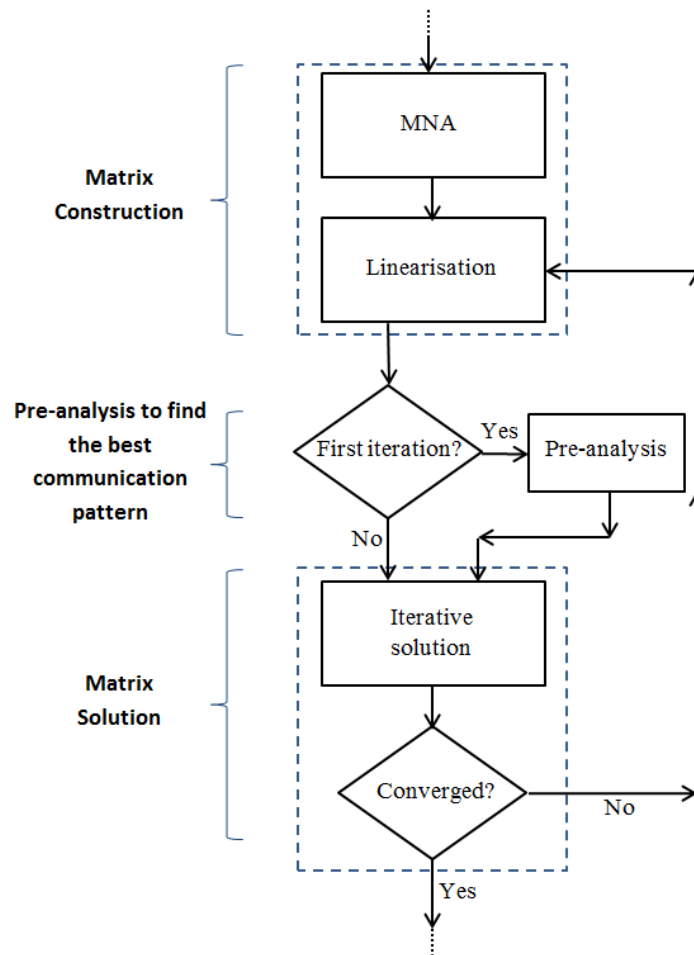 MNA
Matrix
Construction
Linearisation
Pre-analysis to find
the best
communication
pattern
First iteration?
Yes
Pre-analysis
No
Iterative
solution
Matrix
Solution
Converged?
No
Yes